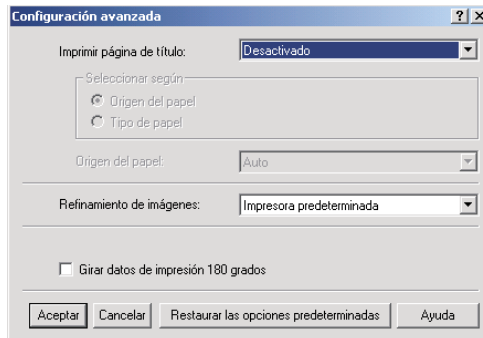 Configuración avanzada
Imprimir página de título: Desactivado
Seleccionar según
Origen del papel
Tipo de papel
Origen del papel: Auto
Refinamiento de imágenes: Impresora predeterminada
Girar datos de impresión 180 grados
Aceptar Cancelar Restaurar las opciones predeterminadas Ayuda